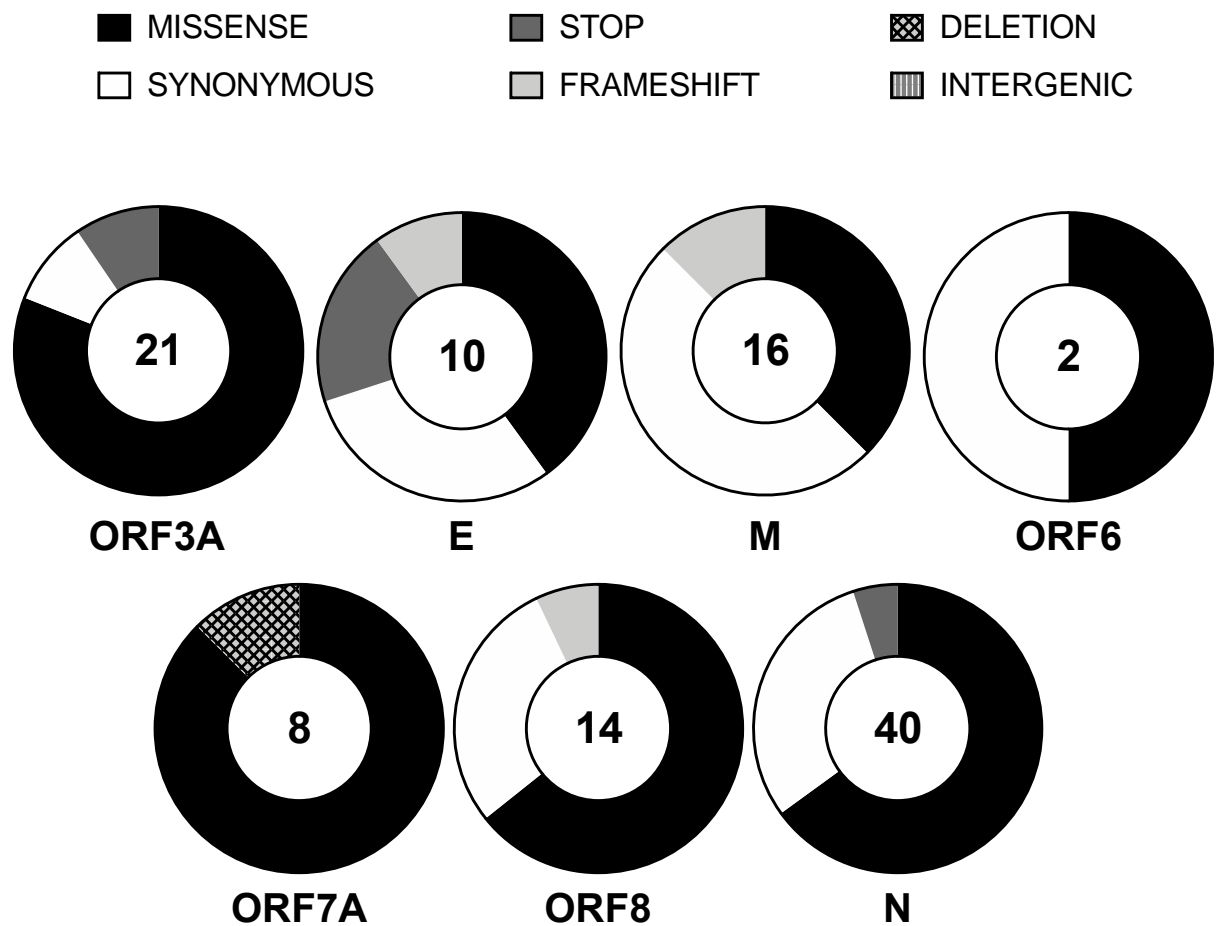 MISSENSE STOP DELETION
SYNONYMOUS FRAMESHIFT INTERGENIC
21 10 16 2
ORF3A E M ORF6
8 14 40
ORF7A ORF8 N